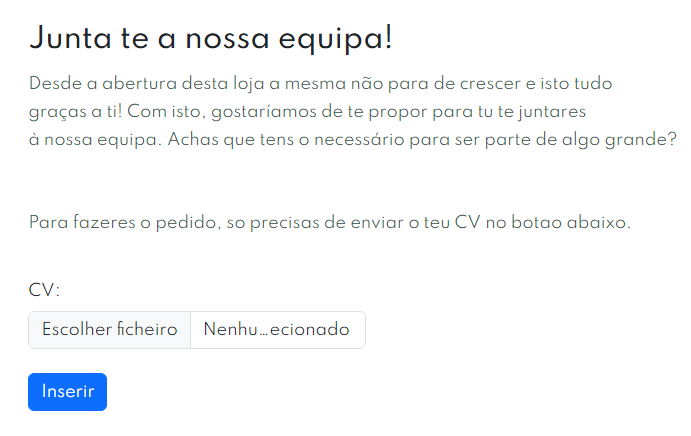 Junta te a nossa equipa!
Desde a abertura desta loja a mesma não para de crescer e isto tudo
graças a ti! Com isto, gostaríamos de te propor para tu te juntares
à nossa equipa. Achas que tens o necessário para ser parte de algo grande?
Para fazeres o pedido, so precisas de enviar o teu CV no botao abaixo.
CV:
Escolher ficheiro Nenhu...ecionado
Inserir